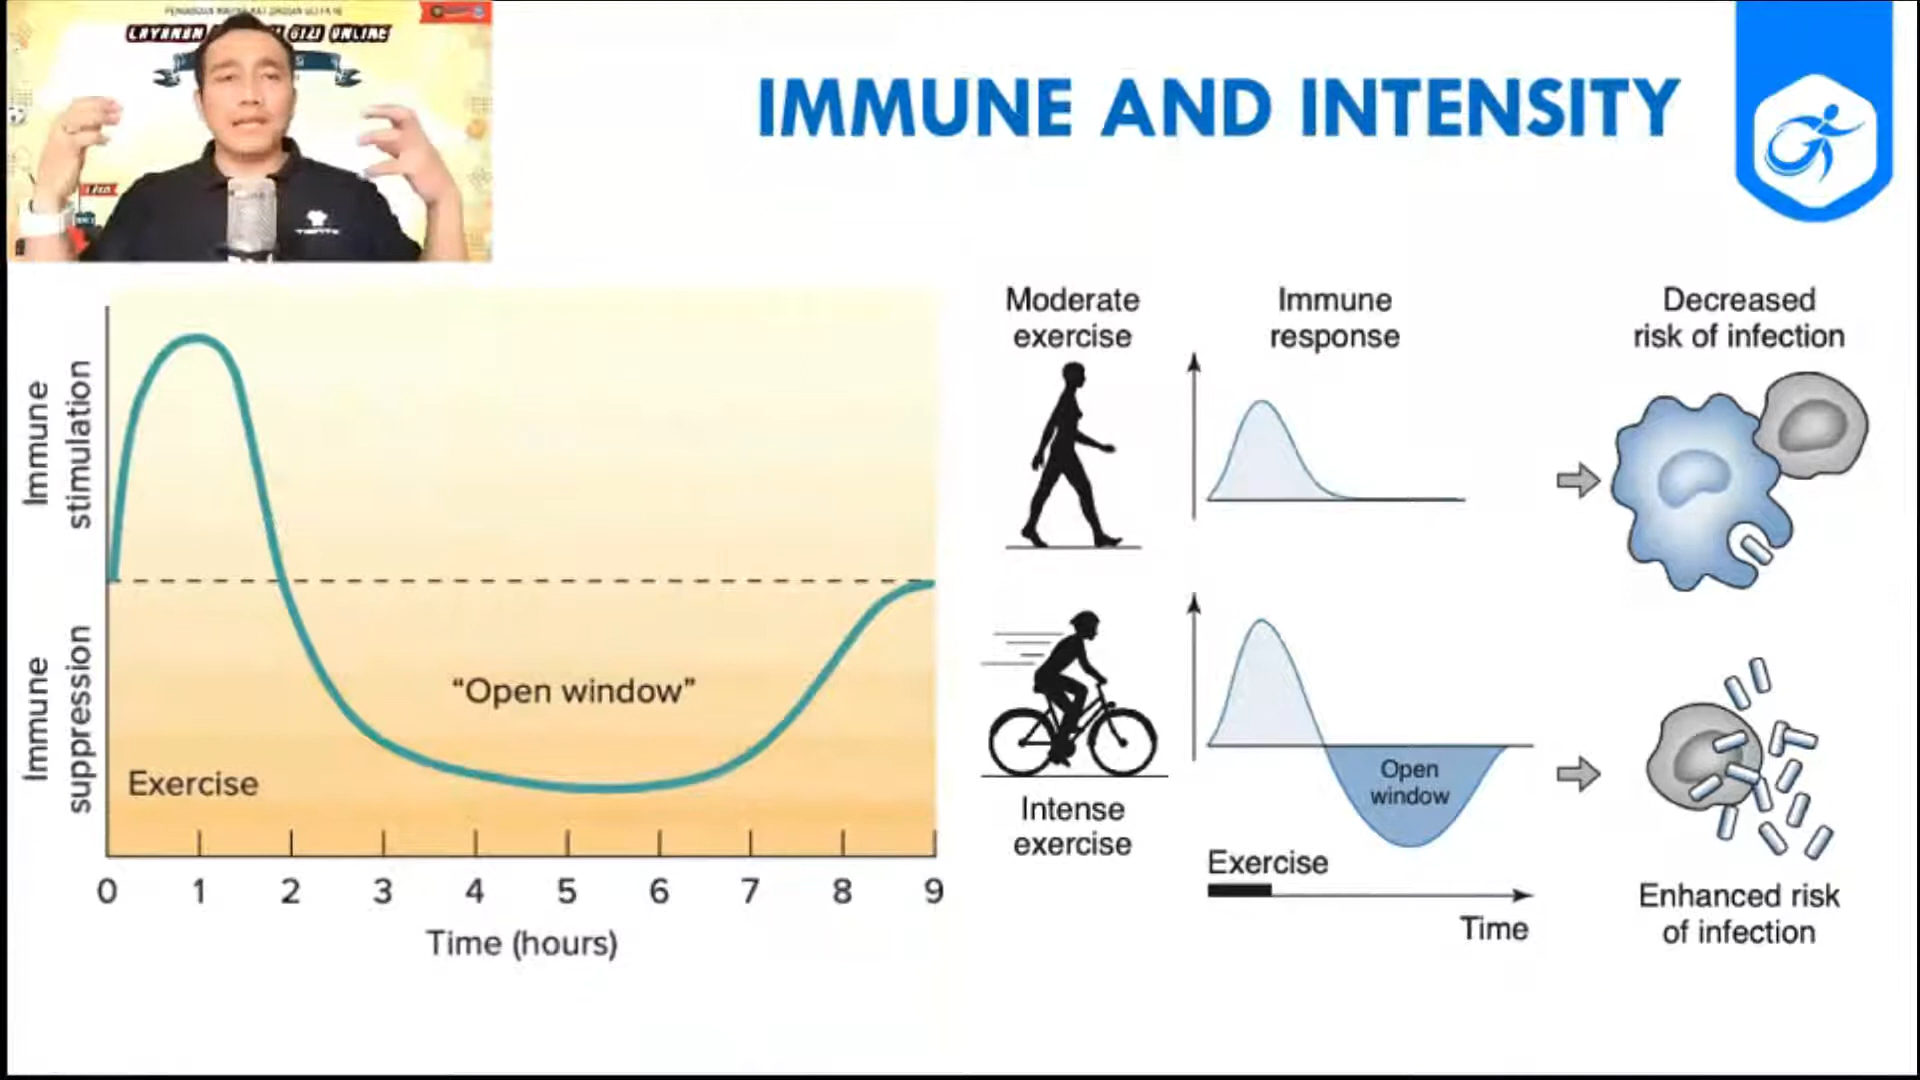 LAYANAN
GIZI ONLINE
IMMUNE AND INTENSITY
Immune
stimulation
Immune
suppression
"Open window"
Exercise
0 1 2 3 4 5 6 7 8 9
Time (hours)
Moderate
exercise
Immune
response
Decreased
risk of infection
Intense
exercise
Open
window
Exercise
Time
Enhanced risk
of infection